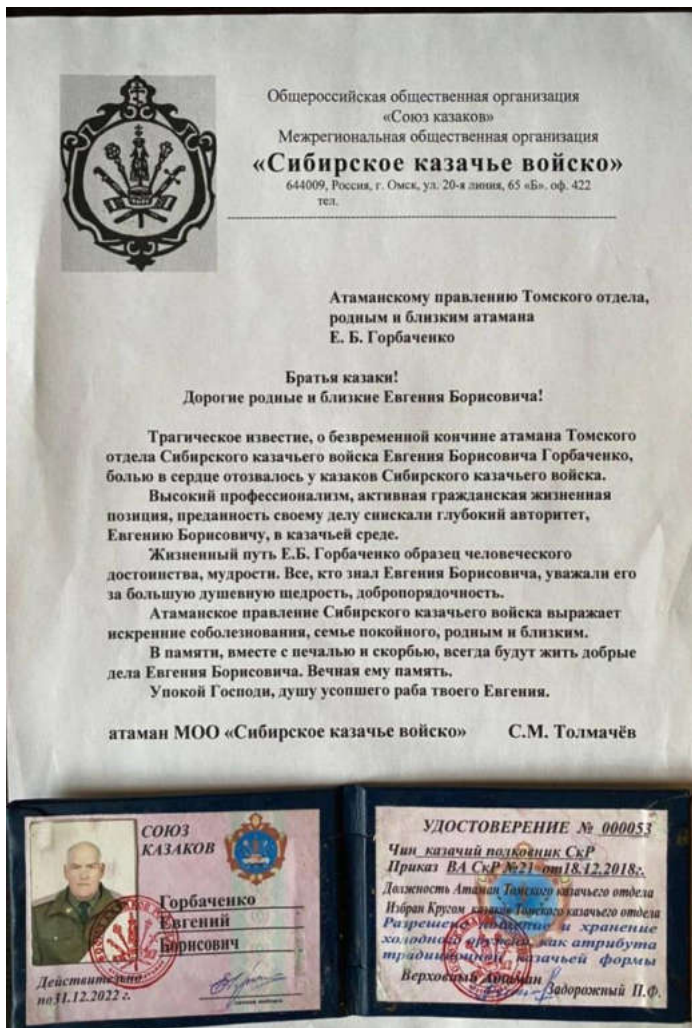 Общероссийская общественная организация
«Союз казаков»
Межрегиональная общественная организация
«Сибирское казачье войско»
644009, Россия, г. Омск, ул. 20-я линия, 65 «Б». оф. 422
тел.
Атаманскому правлению Томского отдела,
родным и близким атамана
Е. Б. Горбаченко
Братья казаки!
Дорогие родные и близкие Евгения Борисовича!
Трагическое известие, о безвременной кончине атамана Томского
отдела Сибирского казачьего войска Евгения Борисовича Горбаченко,
болью в сердце отозвалось у казаков Сибирского казачьего войска.
Высокий профессионализм, активная гражданская жизненная
позиция, преданность своему делу снискали глубокий авторитет,
Евгению Борисовичу, в казачьей среде.
Жизненный путь Е.Б. Горбаченко образец человеческого
достоинства, мудрости. Все, кто знал Евгения Борисовича, уважали его
за большую душевную щедрость, добропорядочность.
Атаманское правление Сибирского казачьего войска выражает
искренние соболезнования, семье покойного, родным и близким.
В памяти, вместе с печалью и скорбью, всегда будут жить добрые
дела Евгения Борисовича. Вечная ему память.
Упокой Господи, душу усопшего раба твоего Евгения.
атаман МОО «Сибирское казачье войско» С.М. Толмачёв
СОЮЗ
КАЗАКОВ
Горбаченко
Евгений
Борисович
Действительно
по 31.12.2022 г.
УДОСТОВЕРЕНИЕ № 000053
Чин казачий полковник СкР
Приказ ВА СкР №21 от 18.12.2018г.
Должность Атаман Томского казачьего отдела
Избран Кругом казаков Томского казачьего отдела
Разрешено ношение и хранение
холодного оружия, как атрибута
традиционной казачьей формы
Верховный Атаман
Задорожный П.Ф.